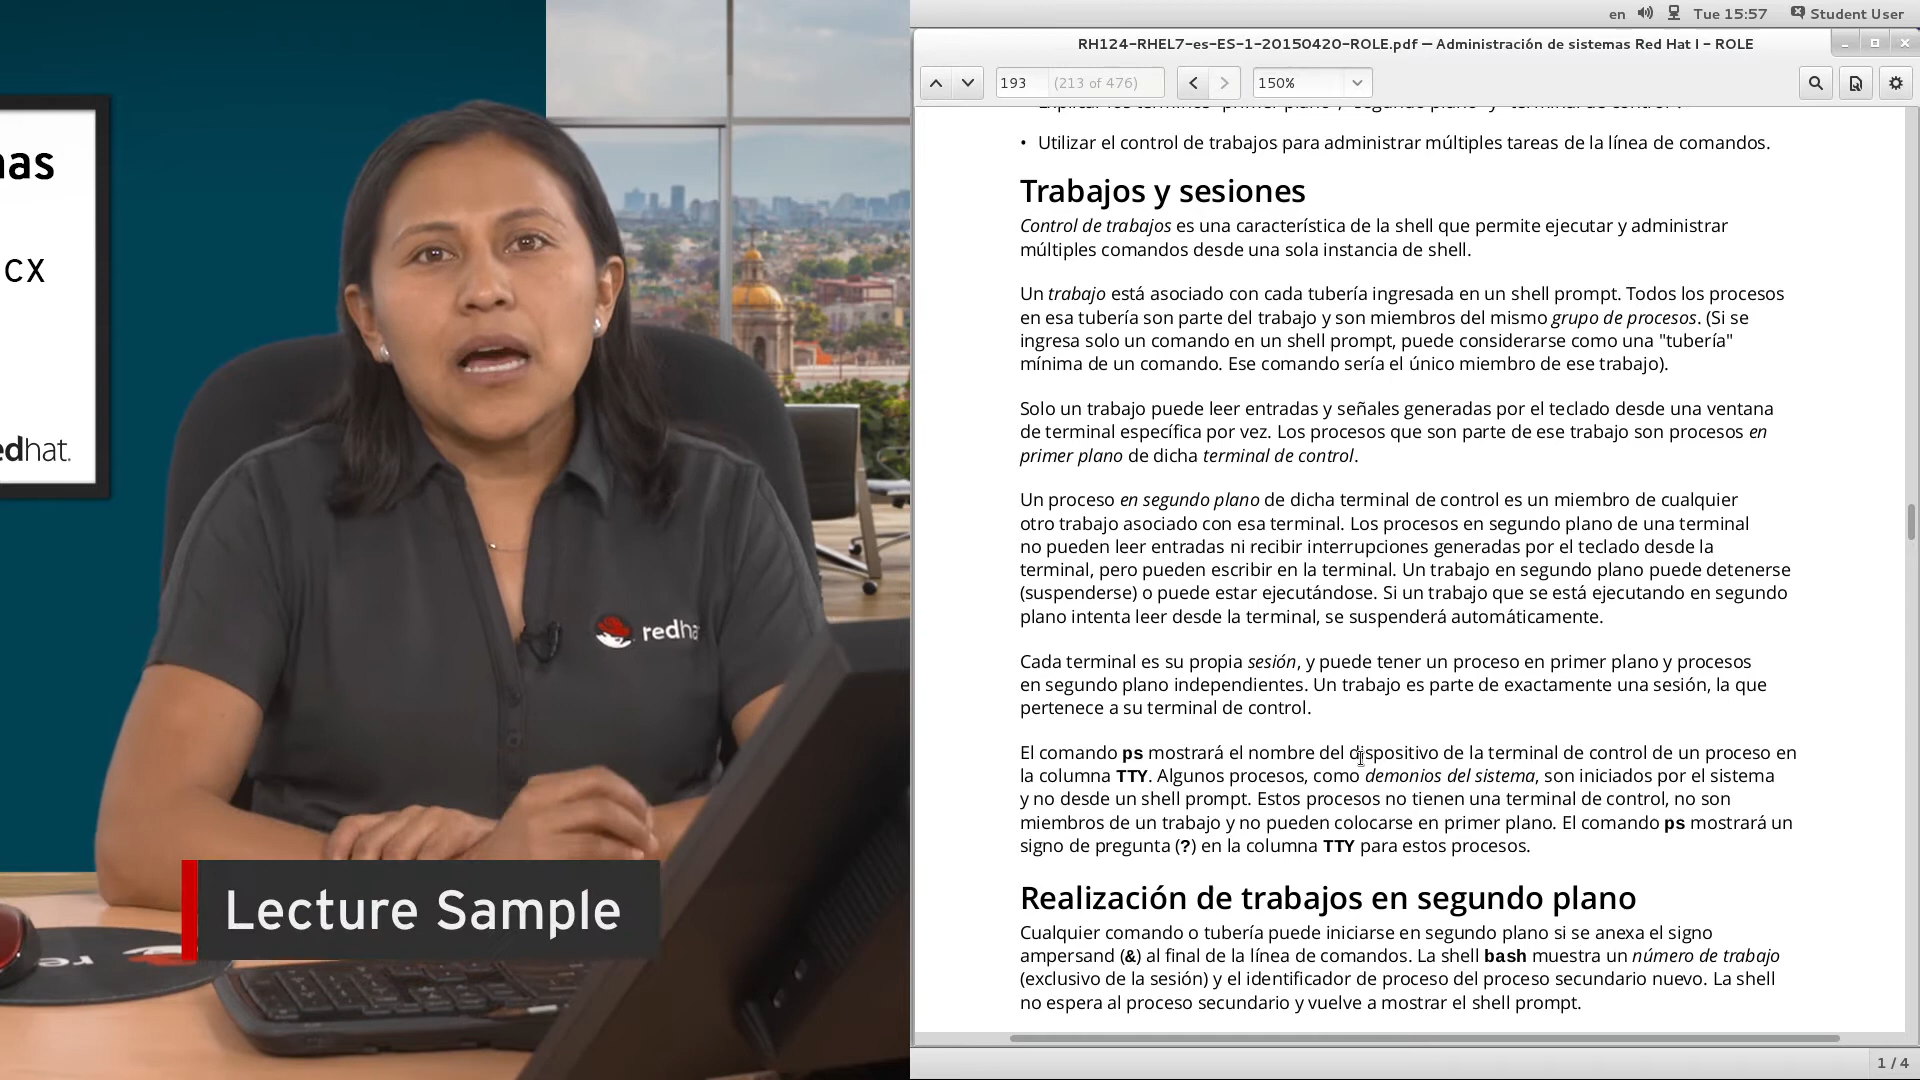 nas
cx
edhat.
redha
re
Lecture Sample
en
Tue 15:57
Student User
RH124-RHEL7-es-ES-1-20150420-ROLE.pdf — Administración de sistemas Red Hat I - ROLE
193 (213 of 476)
150%
• Utilizar el control de trabajos para administrar múltiples tareas de la línea de comandos.
Trabajos y sesiones
Control de trabajos es una característica de la shell que permite ejecutar y administrar
múltiples comandos desde una sola instancia de shell.
Un trabajo está asociado con cada tubería ingresada en un shell prompt. Todos los procesos
en esa tubería son parte del trabajo y son miembros del mismo grupo de procesos. (Si se
ingresa solo un comando en un shell prompt, puede considerarse como una "tubería"
mínima de un comando. Ese comando sería el único miembro de ese trabajo).
Solo un trabajo puede leer entradas y señales generadas por el teclado desde una ventana
de terminal específica por vez. Los procesos que son parte de ese trabajo son procesos en
primer plano de dicha terminal de control.
Un proceso en segundo plano de dicha terminal de control es un miembro de cualquier
otro trabajo asociado con esa terminal. Los procesos en segundo plano de una terminal
no pueden leer entradas ni recibir interrupciones generadas por el teclado desde la
terminal, pero pueden escribir en la terminal. Un trabajo en segundo plano puede detenerse
(suspenderse) o puede estar ejecutándose. Si un trabajo que se está ejecutando en segundo
plano intenta leer desde la terminal, se suspenderá automáticamente.
Cada terminal es su propia sesión, y puede tener un proceso en primer plano y procesos
en segundo plano independientes. Un trabajo es parte de exactamente una sesión, la que
pertenece a su terminal de control.
El comando ps mostrará el nombre del dispositivo de la terminal de control de un proceso en
la columna TTY. Algunos procesos, como demonios del sistema, son iniciados por el sistema
y no desde un shell prompt. Estos procesos no tienen una terminal de control, no son
miembros de un trabajo y no pueden colocarse en primer plano. El comando ps mostrará un
signo de pregunta (?) en la columna TTY para estos procesos.
Realización de trabajos en segundo plano
Cualquier comando o tubería puede iniciarse en segundo plano si se anexa el signo
ampersand (&) al final de la línea de comandos. La shell bash muestra un número de trabajo
(exclusivo de la sesión) y el identificador de proceso del proceso secundario nuevo. La shell
no espera al proceso secundario y vuelve a mostrar el shell prompt.
1 / 4